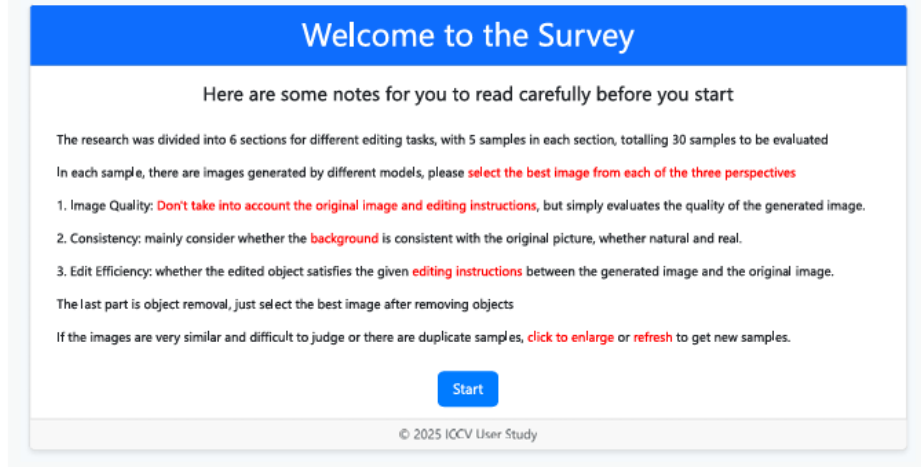 Welcome to the Survey
Here are some notes for you to read carefully before you start
The research was divided into 6 sections for different editing tasks, with 5 samples in each section, totalling 30 samples to be evaluated
In each sample, there are images generated by different models, please select the best image from each of the three perspectives
1. Image Quality: Don't take into account the original image and editing instructions, but simply evaluates the quality of the generated image.
2. Consistency: mainly consider whether the background is consistent with the original picture, whether natural and real.
3. Edit Efficiency: whether the edited object satisfies the given editing instructions between the generated image and the original image.
The last part is object removal, just select the best image after removing objects
If the images are very similar and difficult to judge or there are duplicate samples, click to enlarge or refresh to get new samples.
Start
© 2025 ICCV User Study